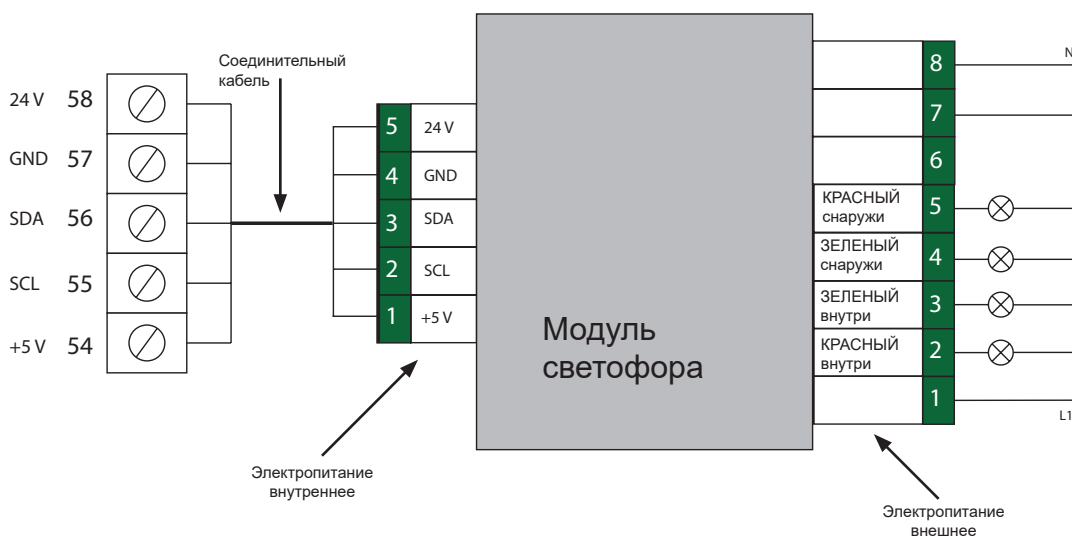 Соединительный
кабель
24 V 58
GND 57
SDA 56
SCL 55
+5 V 54
5 24 V
4 GND
3 SDA
2 SCL
1 +5 V
Модуль
светофора
8 N
7
6
КРАСНЫЙ
снаружи 5
ЗЕЛЕНЫЙ
снаружи 4
ЗЕЛЕНЫЙ
внутри 3
КРАСНЫЙ
внутри 2
1 L1
Электропитание
внутреннее
Электропитание
внешнее